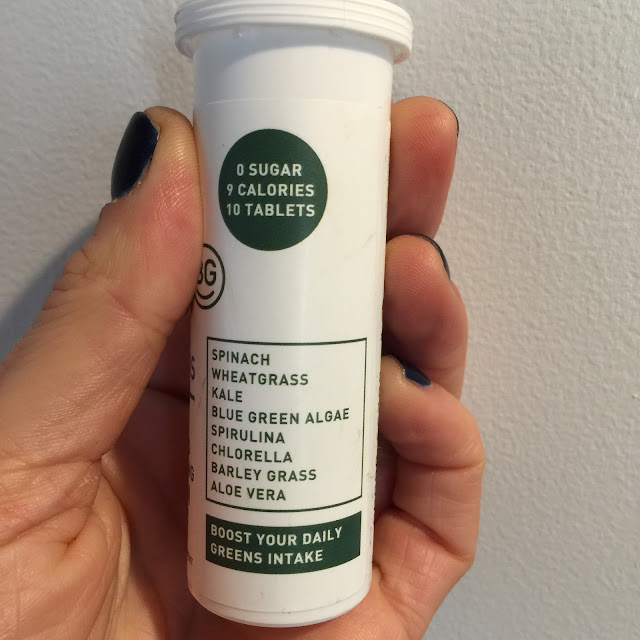 0 SUGAR
9 CALORIES
10 TABLETS
BG
SPINACH
WHEATGRASS
KALE
BLUE GREEN ALGAE
SPIRULINA
CHLORELLA
BARLEY GRASS
ALOE VERA
BOOST YOUR DAILY
GREENS INTAKE